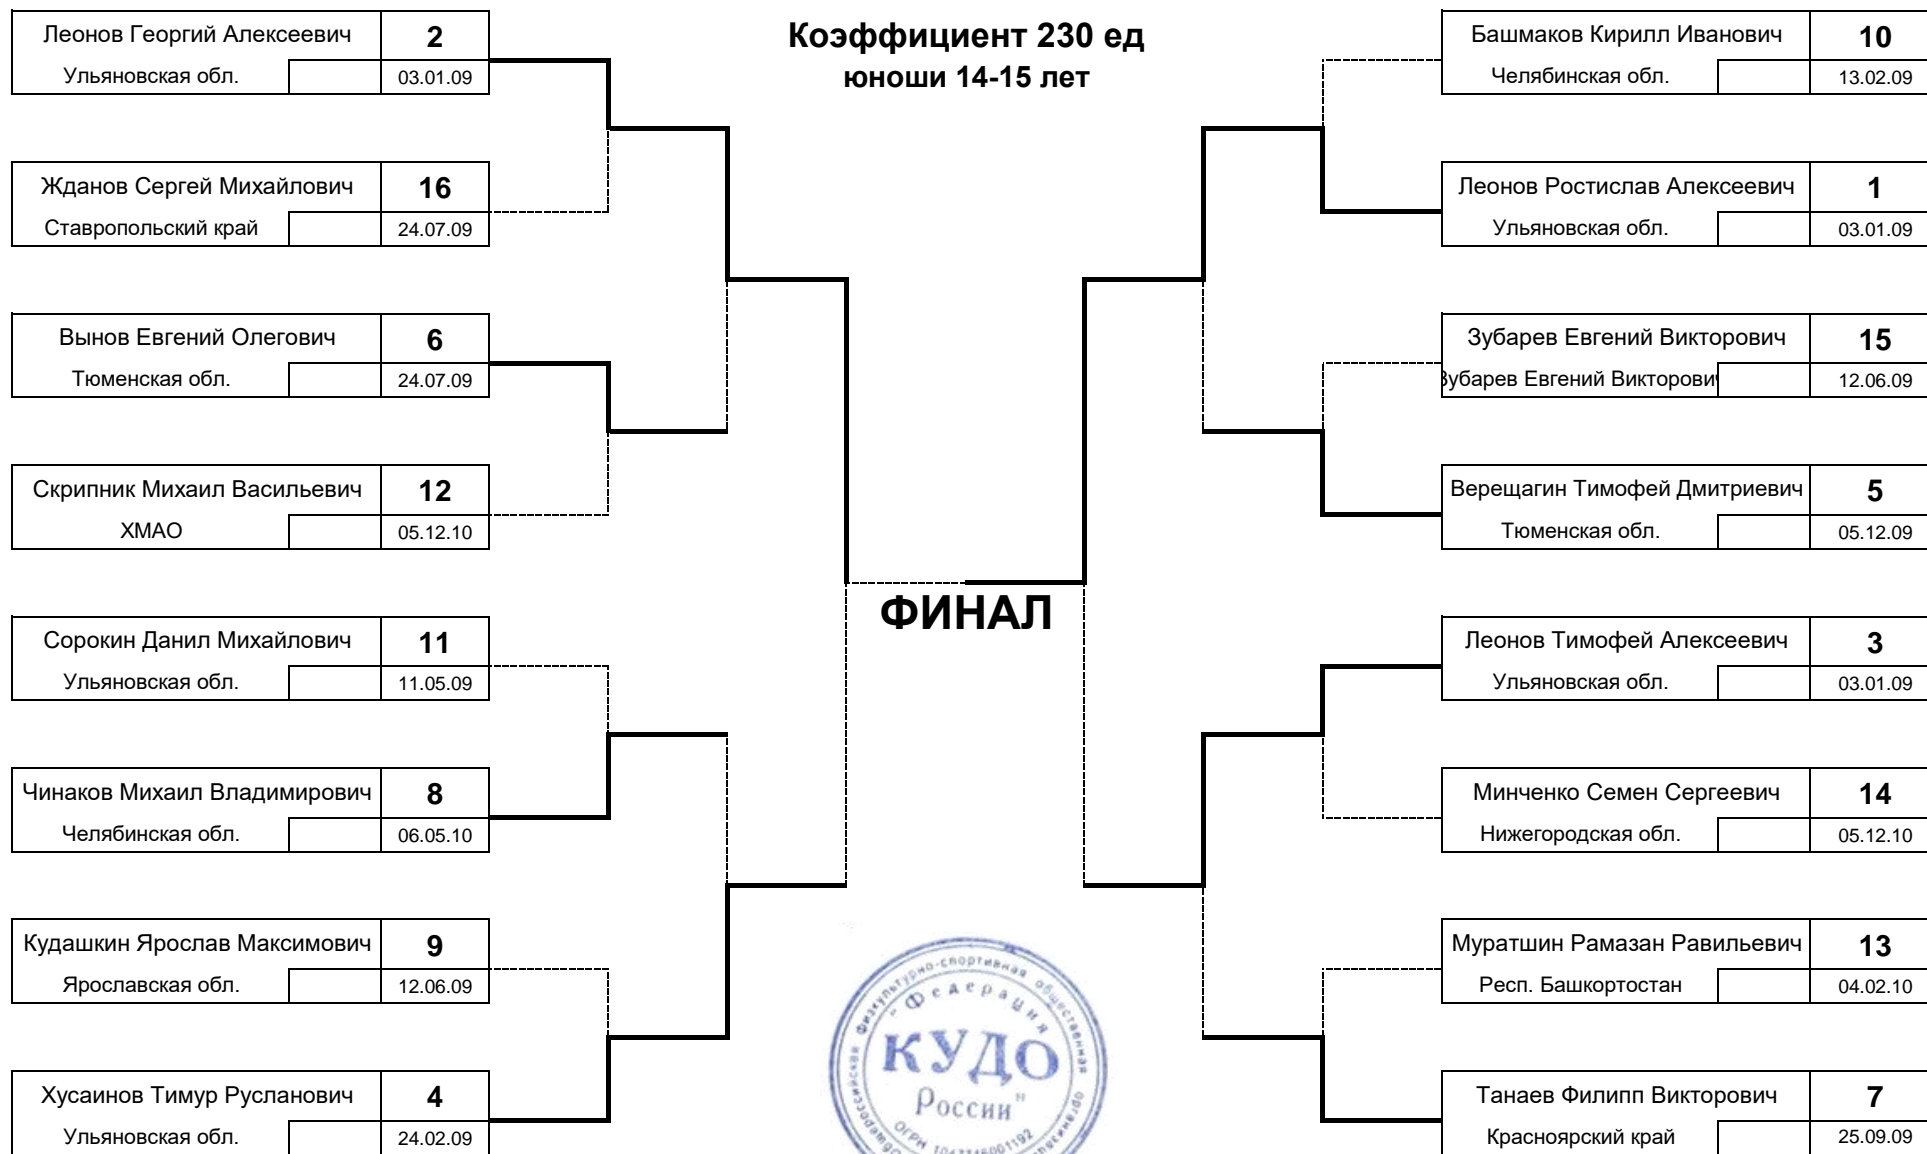 Коэффициент 230 ед
юноши 14-15 лет
Леонов Георгий Алексеевич 2
Ульяновская обл. 03.01.09
Жданов Сергей Михайлович 16
Ставропольский край 24.07.09
Вынов Евгений Олегович 6
Тюменская обл. 24.07.09
Скрипник Михаил Васильевич 12
ХМАО 05.12.10
Сорокин Данил Михайлович 11
Ульяновская обл. 11.05.09
Чинаков Михаил Владимирович 8
Челябинская обл. 06.05.10
Кудашкин Ярослав Максимович 9
Ярославская обл. 12.06.09
Хусаинов Тимур Русланович 4
Ульяновская обл. 24.02.09
ФИНАЛ
Башмаков Кирилл Иванович 10
Челябинская обл. 13.02.09
Леонов Ростислав Алексеевич 1
Ульяновская обл. 03.01.09
Зубарев Евгений Викторович 15
Зубарев Евгений Викторович 12.06.09
Верещагин Тимофей Дмитриевич 5
Тюменская обл. 05.12.09
Леонов Тимофей Алексеевич 3
Ульяновская обл. 03.01.09
Минченко Семен Сергеевич 14
Нижегородская обл. 05.12.10
Муратшин Рамазан Равильевич 13
Респ. Башкортостан 04.02.10
Танаев Филипп Викторович 7
Красноярский край 25.09.09
физкультурно-спортивная общественная
"Федерация
КУДО
России"
ОГРН